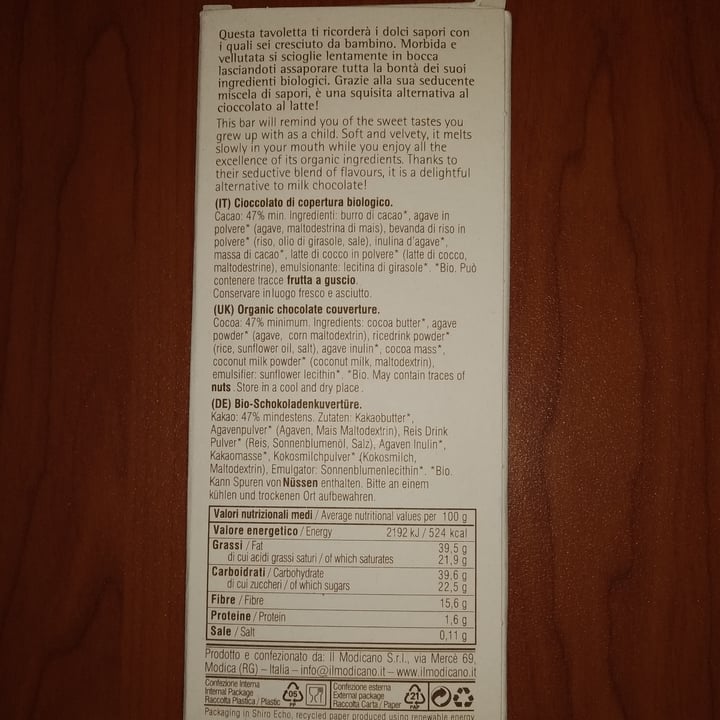 Questa tavoletta ti ricorderà i dolci sapori con
i quali sei cresciuto da bambino. Morbida e
vellutata si scioglie lentamente in bocca
lasciandoti assaporare tutta la bontà dei suoi
ingredienti biologici. Grazie alla sua seducente
miscela di sapori, è una squisita alternativa al
cioccolato al latte!
This bar will remind you of the sweet tastes you
grew up with as a child. Soft and velvety, it melts
slowly in your mouth while you enjoy all the
excellence of its organic ingredients. Thanks to
their seductive blend of flavours, it is a delightful
alternative to milk chocolate!
(IT) Cioccolato di copertura biologico.
Cacao: 47% min. Ingredienti: burro di cacao*, agave in
polvere* (agave, maltodestrina di mais), bevanda di riso in
polvere* (riso, olio di girasole, sale), inulina d'agave*,
massa di cacao*, latte di cocco in polvere* (latte di cocco,
maltodestrine), emulsionante: lecitina di girasole*. *Bio. Può
contenere tracce frutta a guscio.
Conservare in luogo fresco e asciutto.
(UK) Organic chocolate couverture.
Cocoa: 47% minimum. Ingredients: cocoa butter*, agave
powder* (agave, corn maltodextrin), ricedrink powder*
(rice, sunflower oil, salt), agave inulin*, cocoa mass*,
coconut milk powder* (coconut milk, maltodextrin),
emulsifier: sunflower lecithin*. *Bio. May contain traces of
nuts. Store in a cool and dry place.
(DE) Bio-Schokoladenkuvertüre.
Kakao: 47% mindestens. Zutaten: Kakaobutter*,
Agavenpulver* (Agaven, Mais Maltodextrin), Reis Drink
Pulver* (Reis, Sonnenblumenöl, Salz), Agaven Inulin*,
Kakaomasse*, Kokosmilchpulver* (Kokosmilch,
Maltodextrin), Emulgator: Sonnenblumenlecithin*. *Bio.
Kann Spuren von Nüssen enthalten. Bitte an einem
kühlen und trockenen Ort aufbewahren.
Valori nutrizionali medi / Average nutritional values per 100 g
Valore energetico / Energy 2192 kJ / 524 kcal
Grassi / Fat 39,5 g
di cui acidi grassi saturi / of which saturates 21,9 g
Carboidrati / Carbohydrate 39,6 g
di cui zuccheri / of which sugars 22,5 g
Fibre / Fibre 15,6 g
Proteine / Protein 1,6 g
Sale / Salt 0,11 g
Prodotto e confezionato da: Il Modicano S.r.l., via Mercè 69,
Modica (RG) – Italia – info@ilmodicano.it – www.ilmodicano.it
Confezione Interna
Internal Package
Raccolta Plastica / Plastic
05
PP
Confezione esterna
External package
Raccolta Carta / Paper
21
PAP
Packaging in Shiro Echo, recycled paper produced using renewable energy